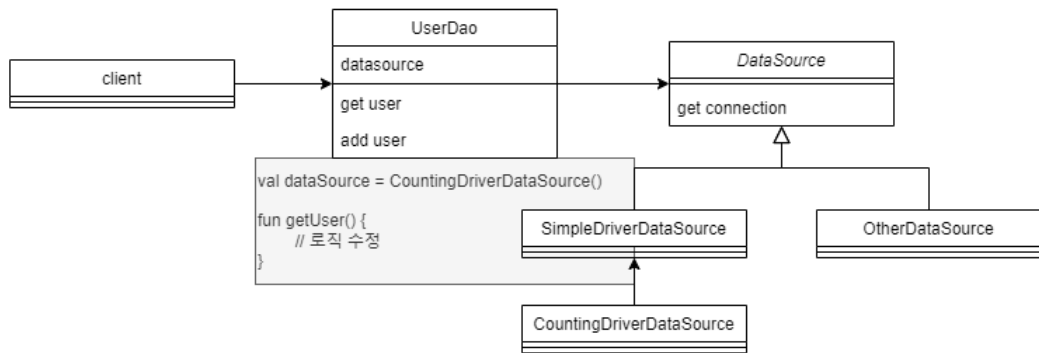 UserDao
datasource
get user
add user
client
DataSource
get connection
val dataSource = CountingDriverDataSource()
fun getUser() {
// 로직 수정
}
SimpleDriverDataSource
OtherDataSource
CountingDriverDataSource